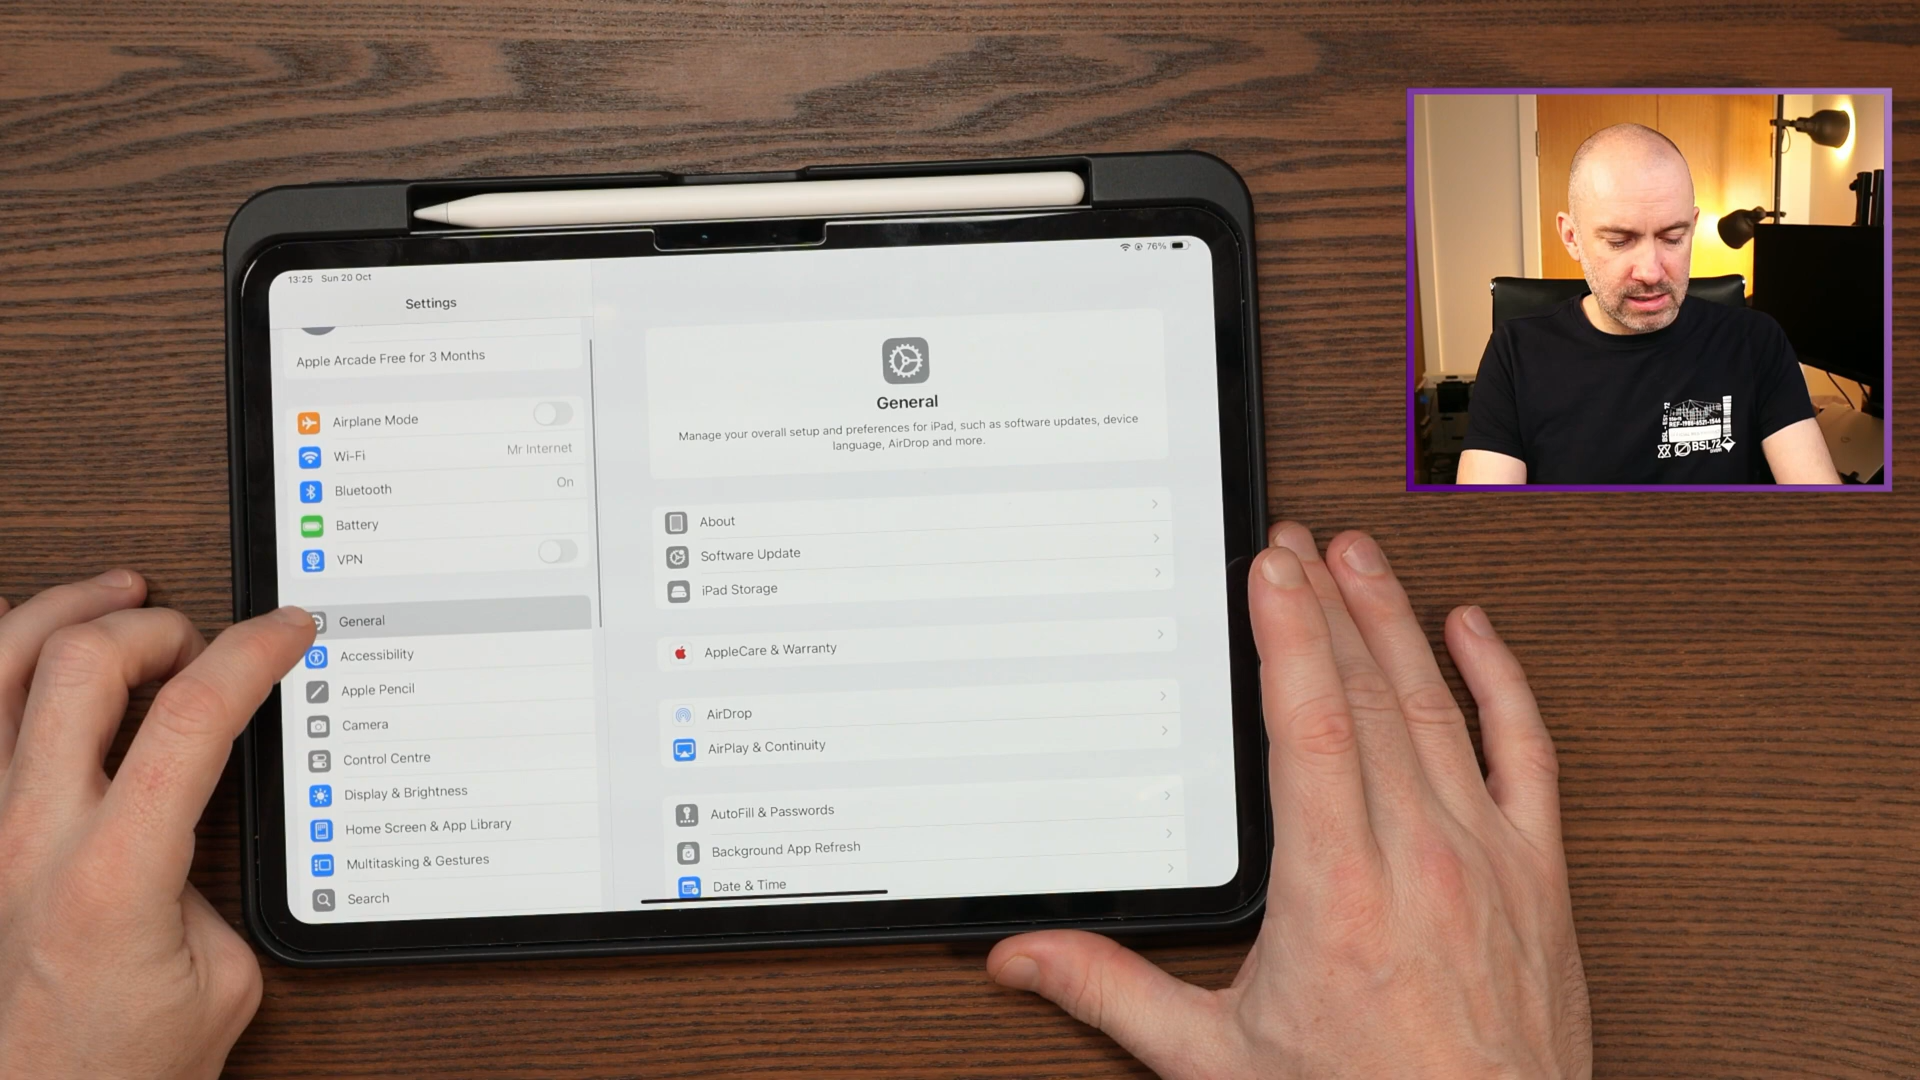 13:25 Sun 20 Oct
76%
Settings
Apple Arcade Free for 3 Months
Airplane Mode
Wi-Fi
Mr Internet
Bluetooth
On
Battery
VPN
General
Accessibility
Apple Pencil
Camera
Control Centre
Display & Brightness
Home Screen & App Library
Multitasking & Gestures
Search
General
Manage your overall setup and preferences for iPad, such as software updates, device
language, AirDrop and more.
About
Software Update
iPad Storage
AppleCare & Warranty
AirDrop
AirPlay & Continuity
AutoFill & Passwords
Background App Refresh
Date & Time
BSL 72